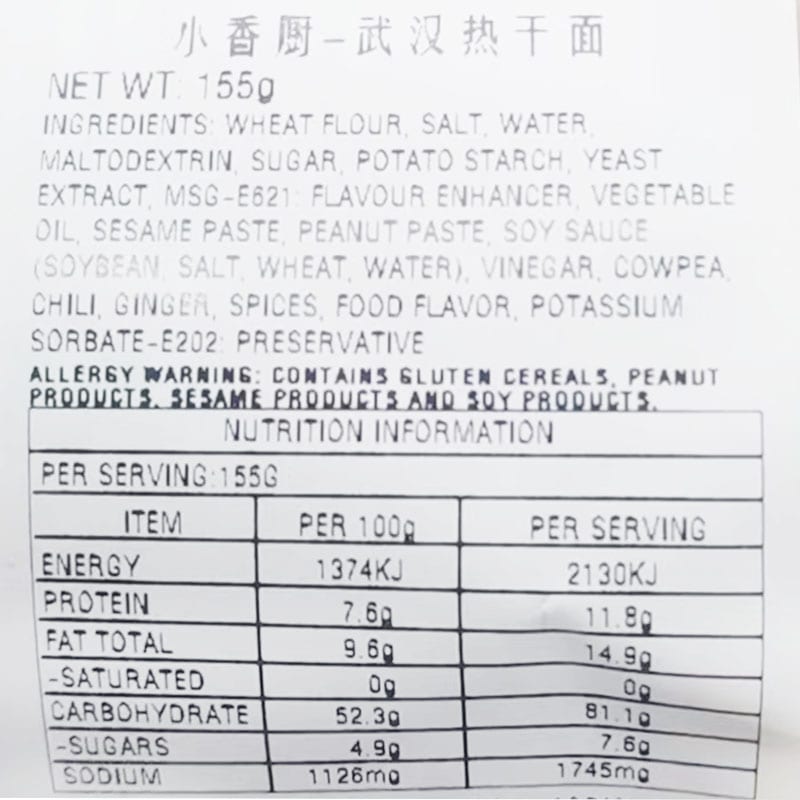 小香厨-武汉热干面
NET WT: 155g
INGREDIENTS: WHEAT FLOUR, SALT, WATER,
MALTODEXTRIN, SUGAR, POTATO STARCH, YEAST
EXTRACT, MSG-E621: FLAVOUR ENHANCER, VEGETABLE
OIL, SESAME PASTE, PEANUT PASTE, SOY SAUCE
(SOYBEAN, SALT, WHEAT, WATER), VINEGAR, COWPEA,
CHILI, GINGER, SPICES, FOOD FLAVOR, POTASSIUM
SORBATE-E202: PRESERVATIVE
ALLERGY WARNING: CONTAINS GLUTEN CEREALS, PEANUT
PRODUCTS, SESAME PRODUCTS AND SOY PRODUCTS.
NUTRITION INFORMATION
PER SERVING:155G
ITEM PER 100g PER SERVING
ENERGY 1374KJ 2130KJ
PROTEIN 7.6g 11.8g
FAT TOTAL 9.6g 14.9g
-SATURATED 0g 0g
CARBOHYDRATE 52.3g 81.1g
-SUGARS 4.9g 7.6g
SODIUM 1126mg 1745mg